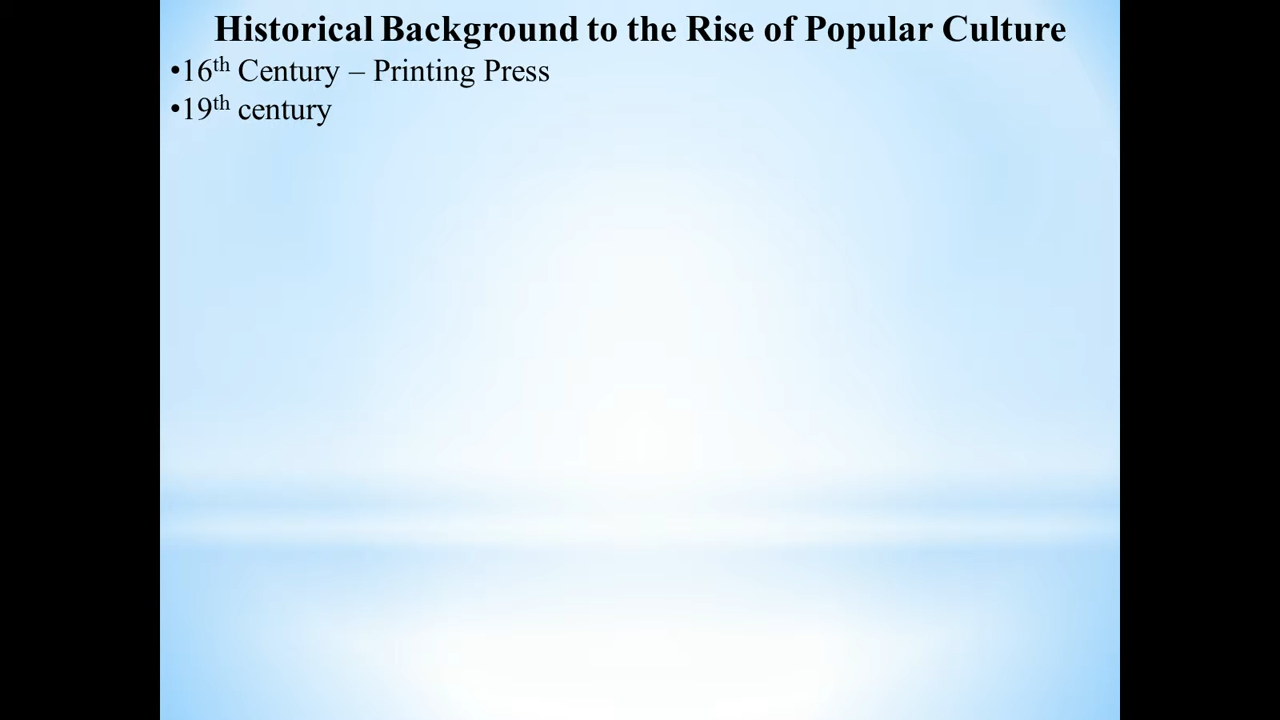 Historical Background to the Rise of Popular Culture
•16th Century – Printing Press
•19th century